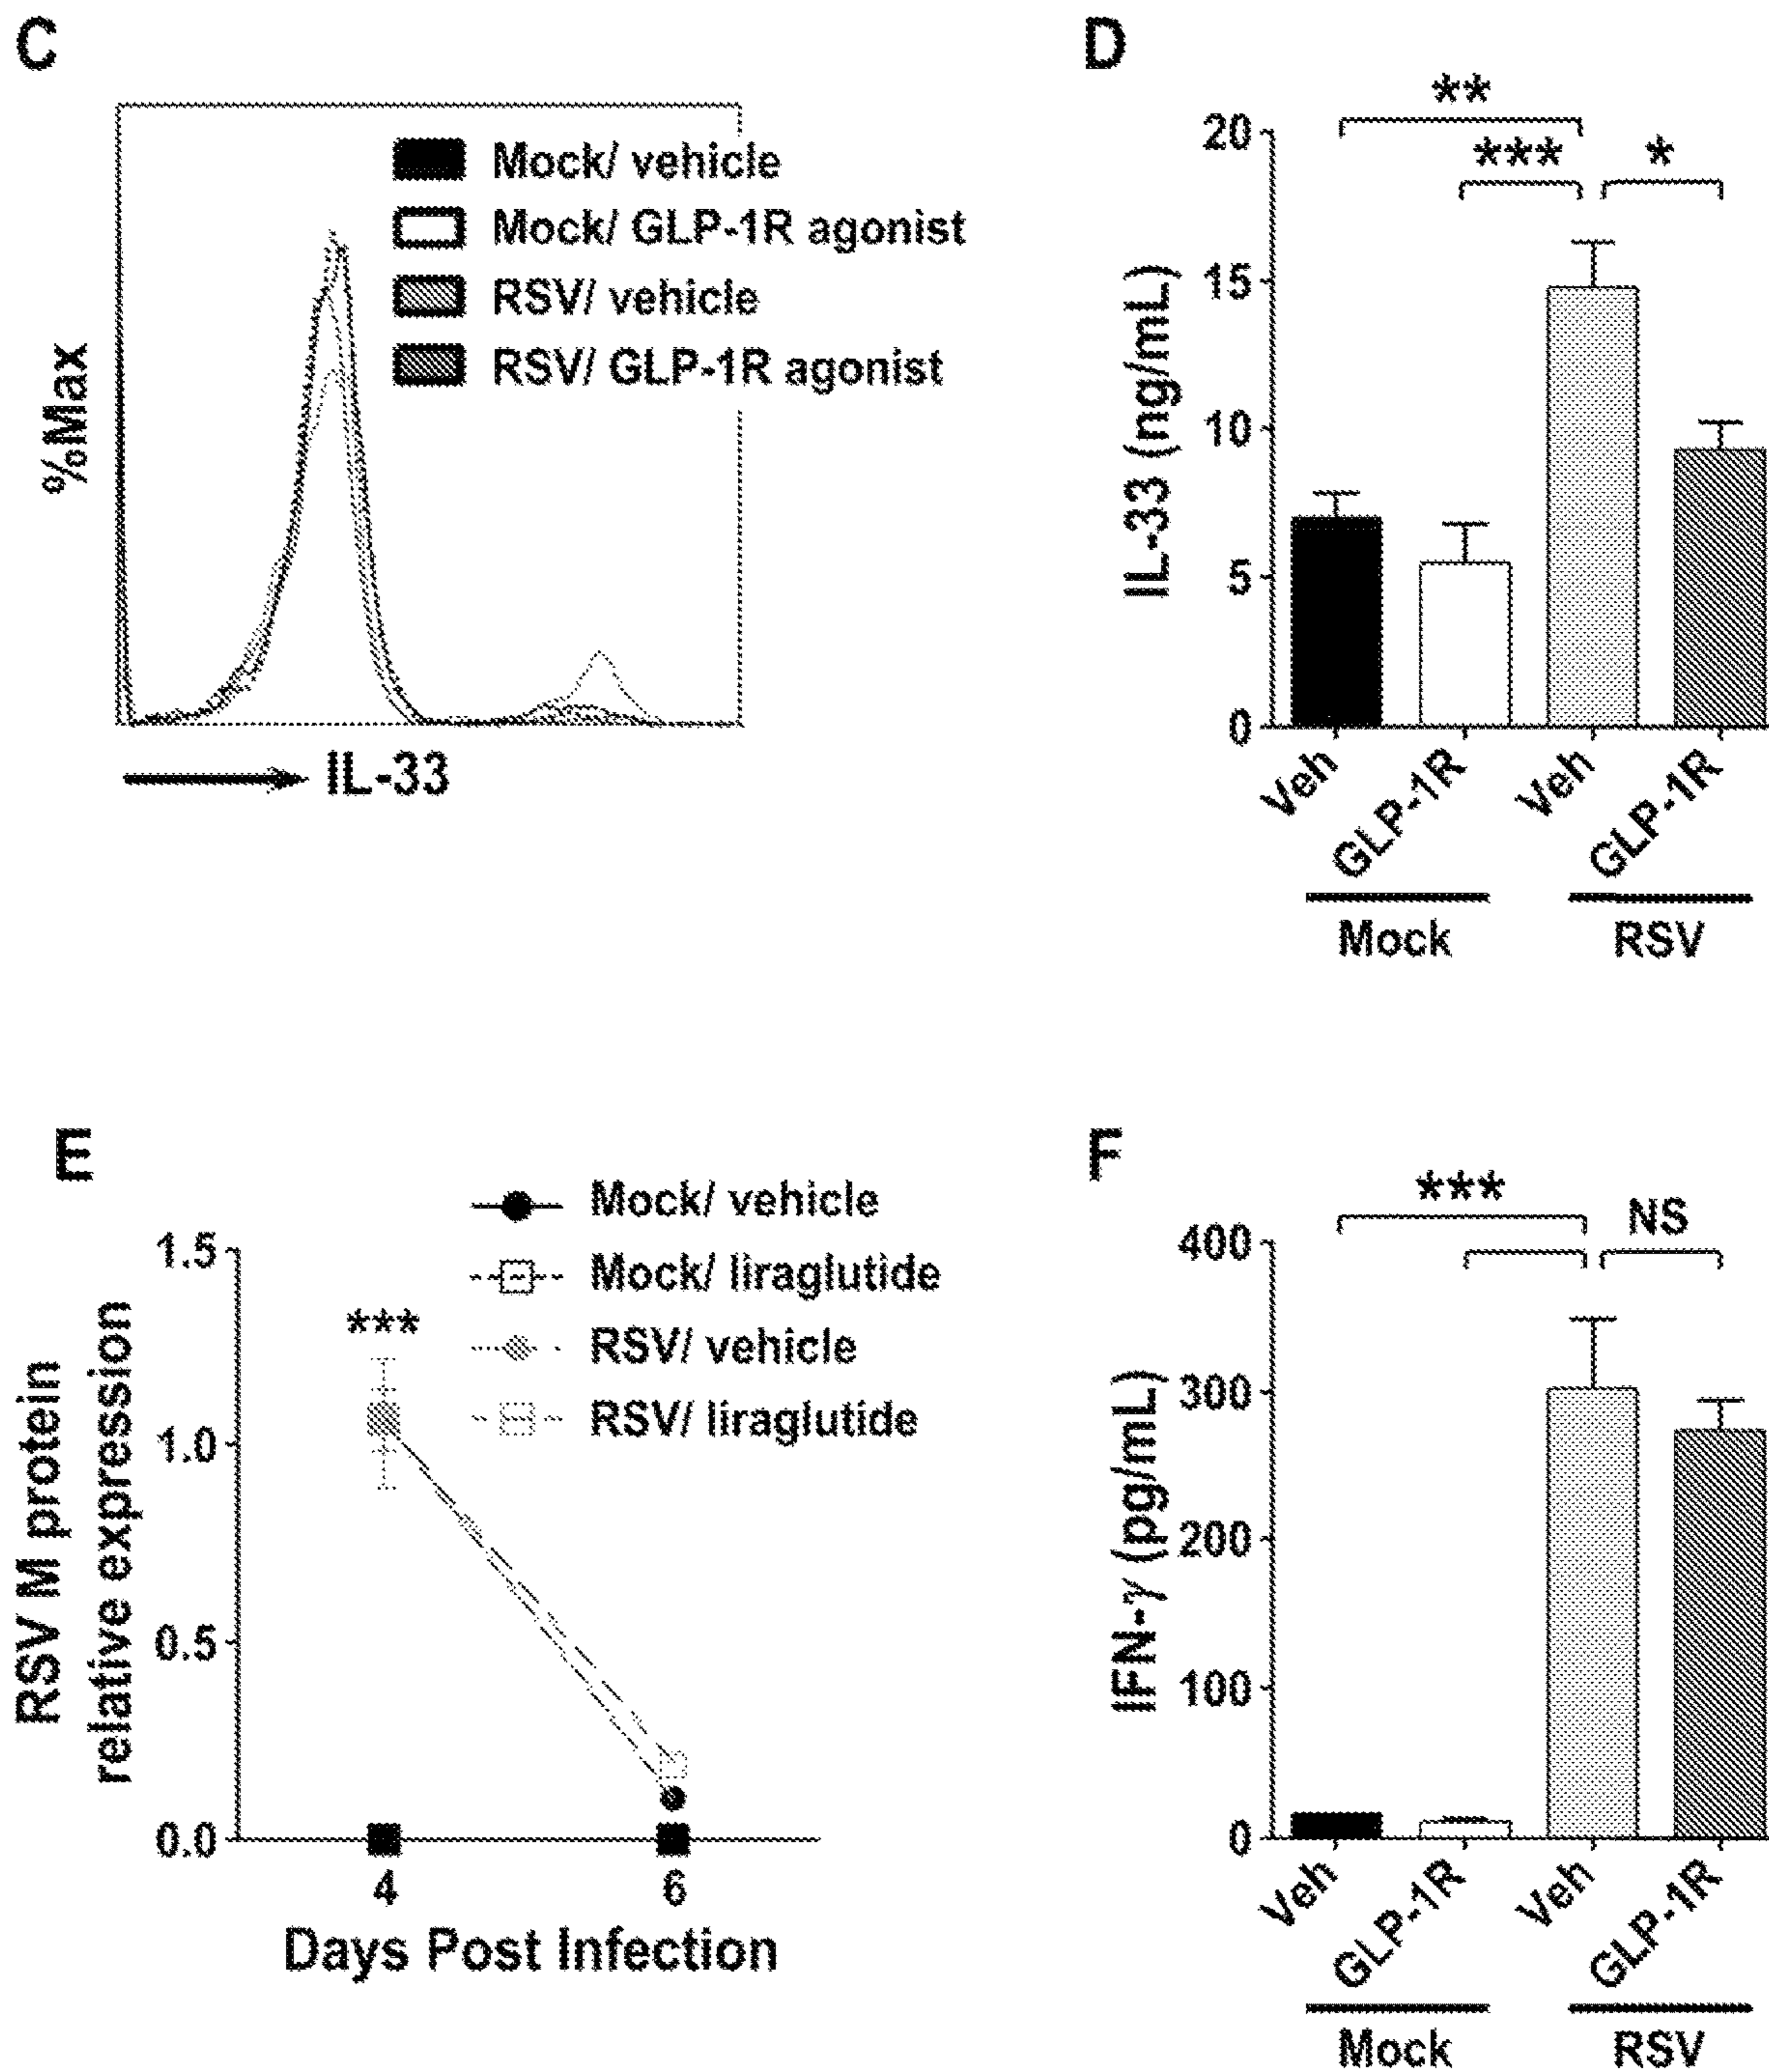 C
Mock/ vehicle
Mock/ GLP-1R agonist
RSV/ vehicle
RSV/ GLP-1R agonist
%Max
IL-33
D
**
***
*
IL-33 (ng/mL)
20
15
10
5
0
Veh
GLP-1R
Veh
GLP-1R
Mock
RSV
E
Mock/ vehicle
Mock/ liraglutide
RSV/ vehicle
RSV/ liraglutide
***
RSV M protein
relative expression
1.5
1.0
0.5
0.0
4
6
Days Post Infection
F
***
NS
IFN-γ (pg/mL)
400
300
200
100
0
Veh
GLP-1R
Veh
GLP-1R
Mock
RSV